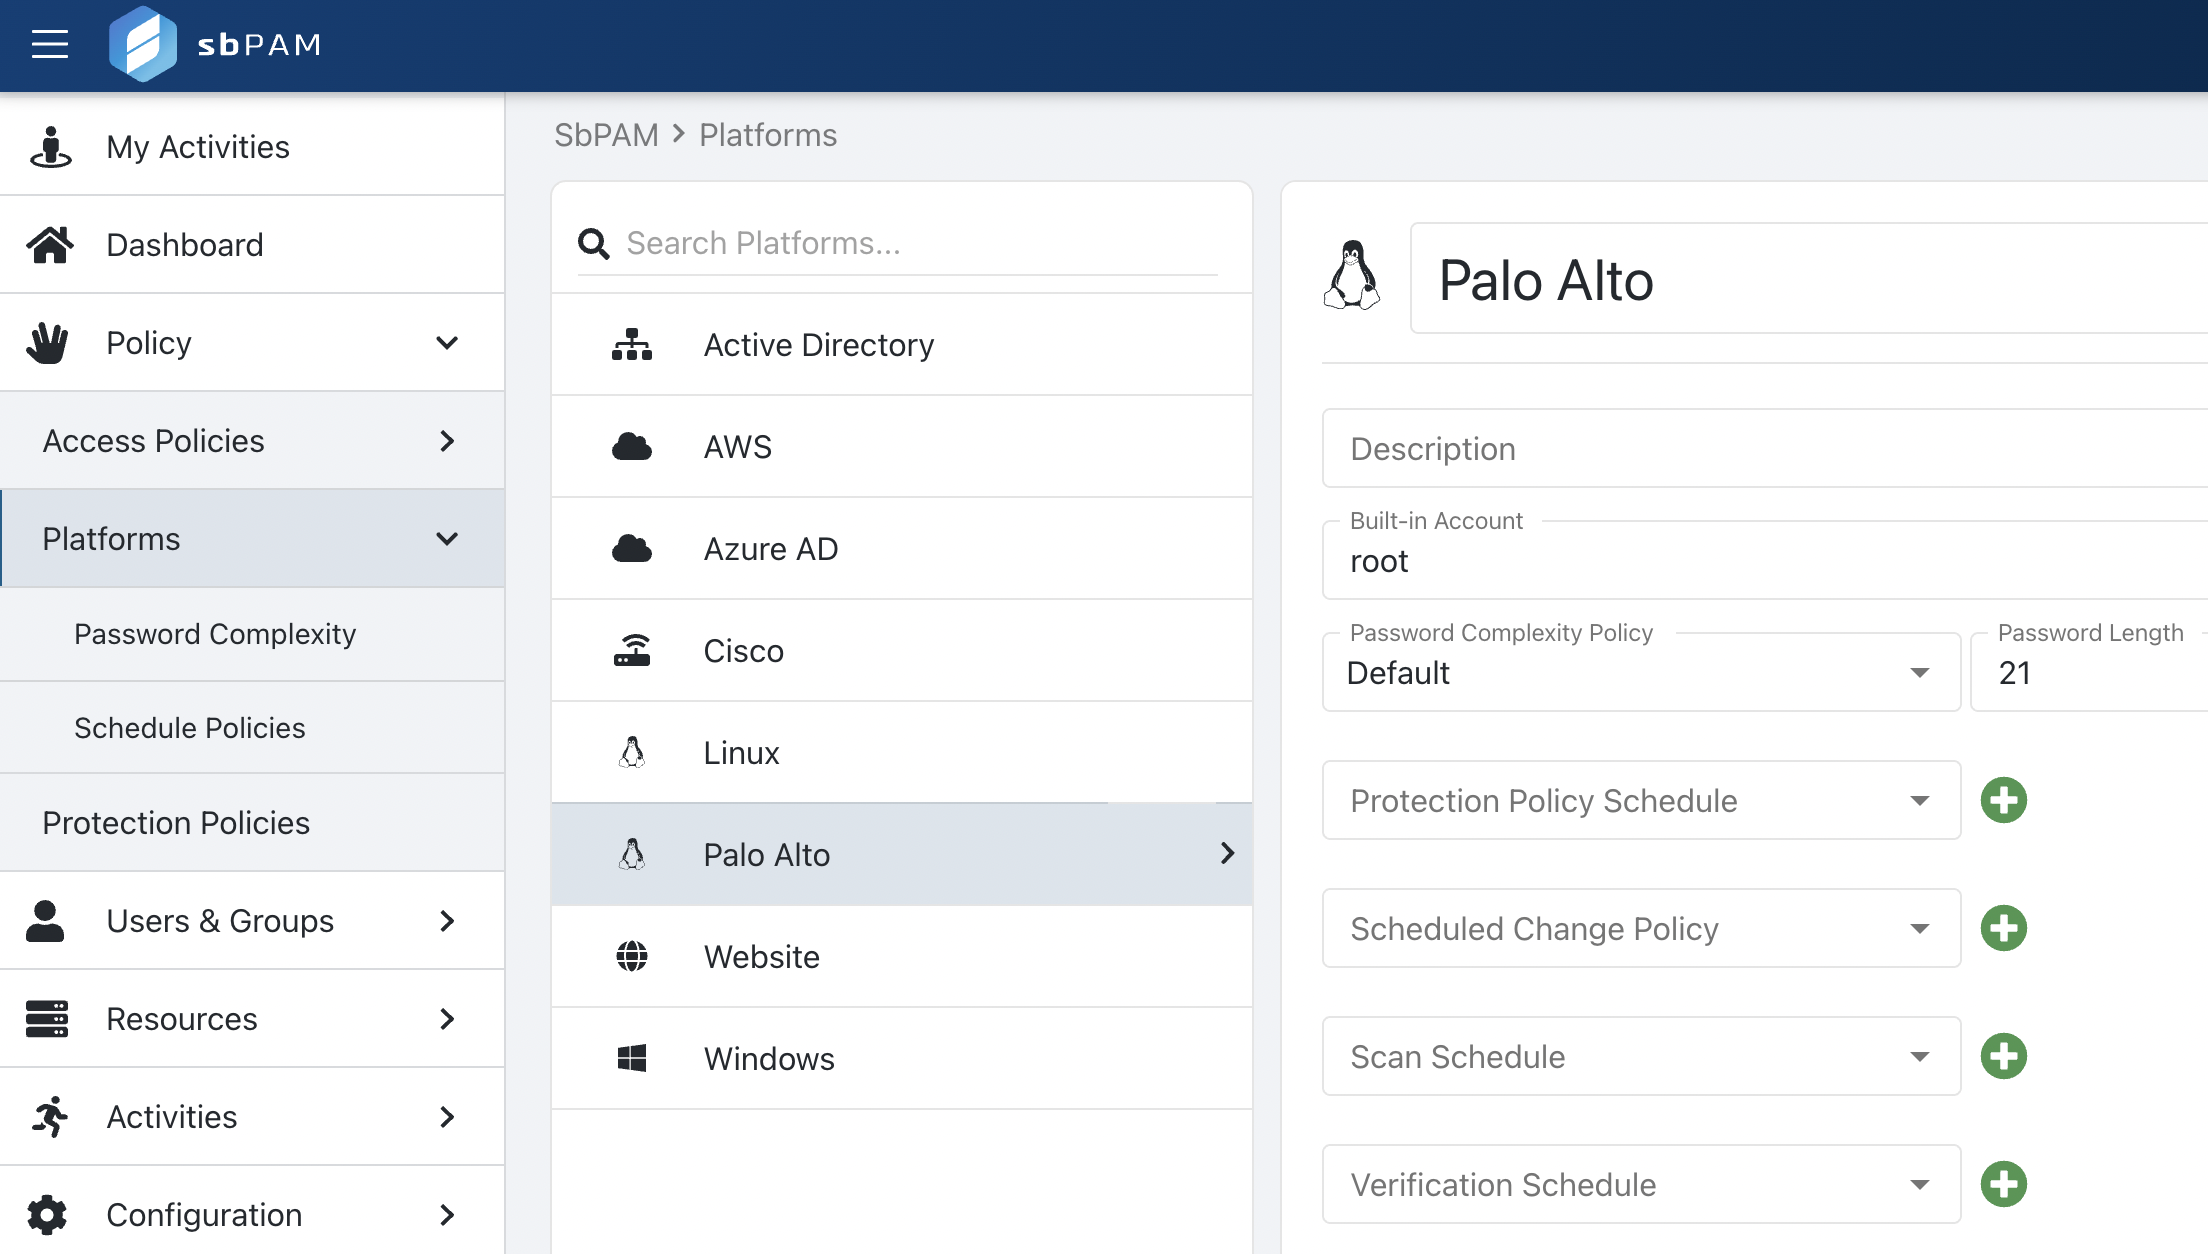 sbPAM
My Activities
Dashboard
Policy
Access Policies
Platforms
Password Complexity
Schedule Policies
Protection Policies
Users & Groups
Resources
Activities
Configuration
SbPAM > Platforms
Search Platforms...
Active Directory
AWS
Azure AD
Cisco
Linux
Palo Alto
Website
Windows
Palo Alto
Description
Built-in Account
root
Password Complexity Policy
Default
Password Length
21
Protection Policy Schedule
Scheduled Change Policy
Scan Schedule
Verification Schedule